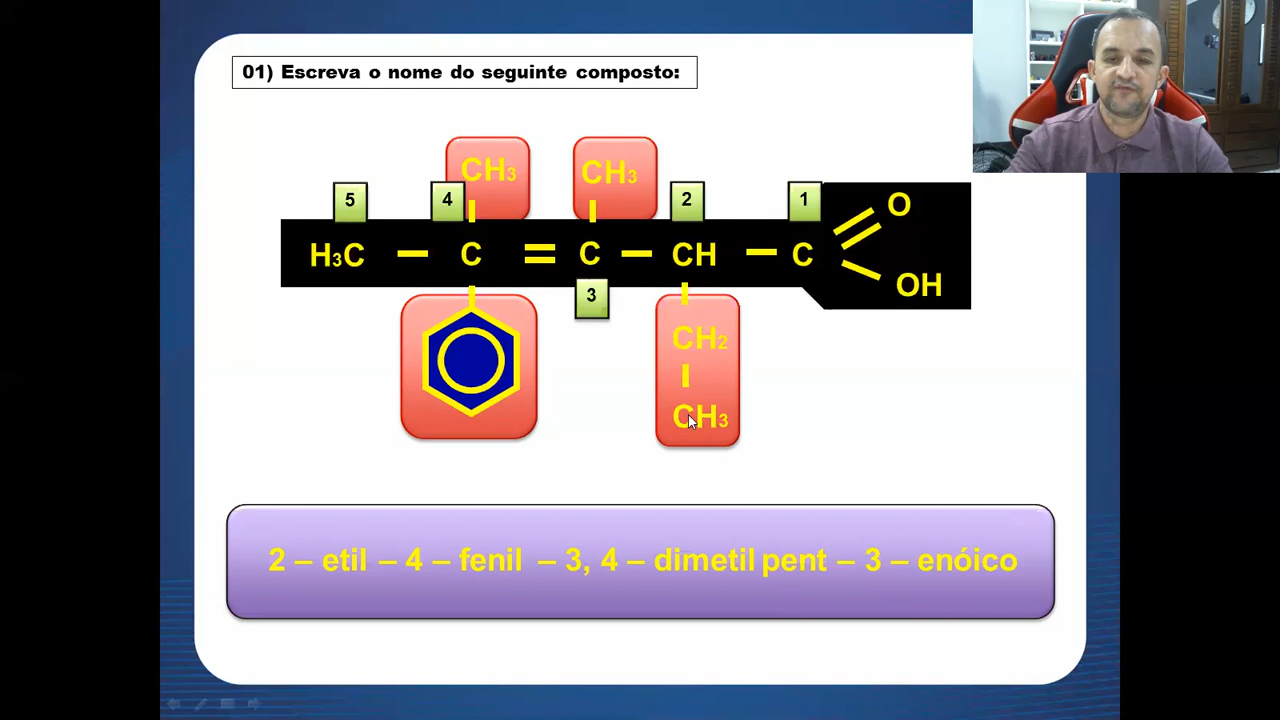 01) Escreva o nome do seguinte composto:
CH3 CH3
5 4 2 1
O
H3C – C = C – CH – C
OH
3
CH2
CH3
2 – etil – 4 – fenil – 3, 4 – dimetil pent – 3 – enóico